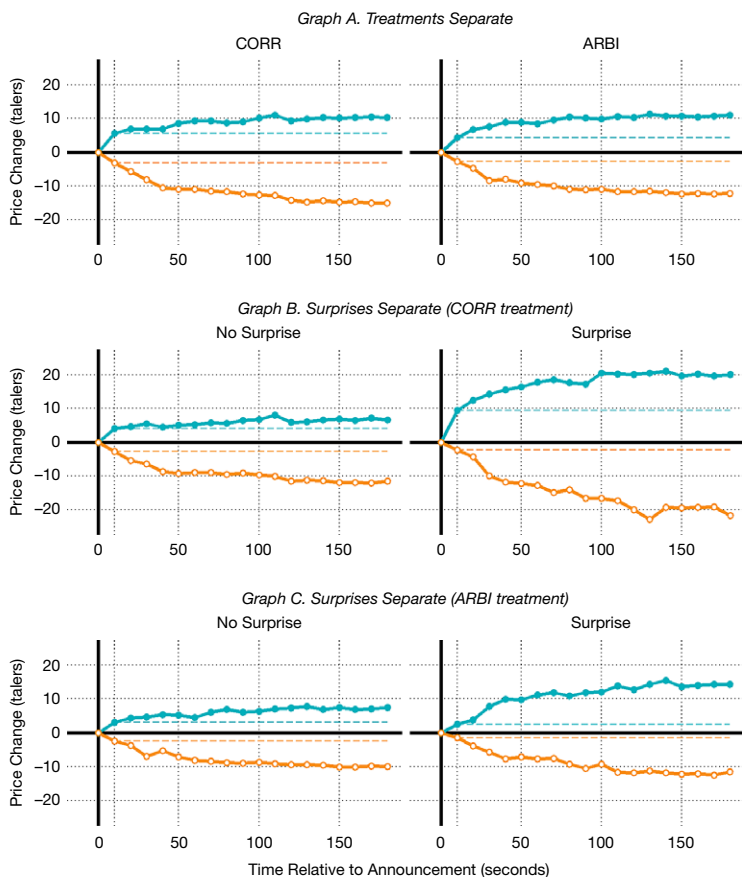 Graph A. Treatments Separate
CORR ARBI
Price Change (talers)
20
10
0
−10
−20
0 50 100 150 0 50 100 150
Graph B. Surprises Separate (CORR treatment)
No Surprise Surprise
Price Change (talers)
20
10
0
−10
−20
0 50 100 150 0 50 100 150
Graph C. Surprises Separate (ARBI treatment)
No Surprise Surprise
Price Change (talers)
20
10
0
−10
−20
0 50 100 150 0 50 100 150
Time Relative to Announcement (seconds)